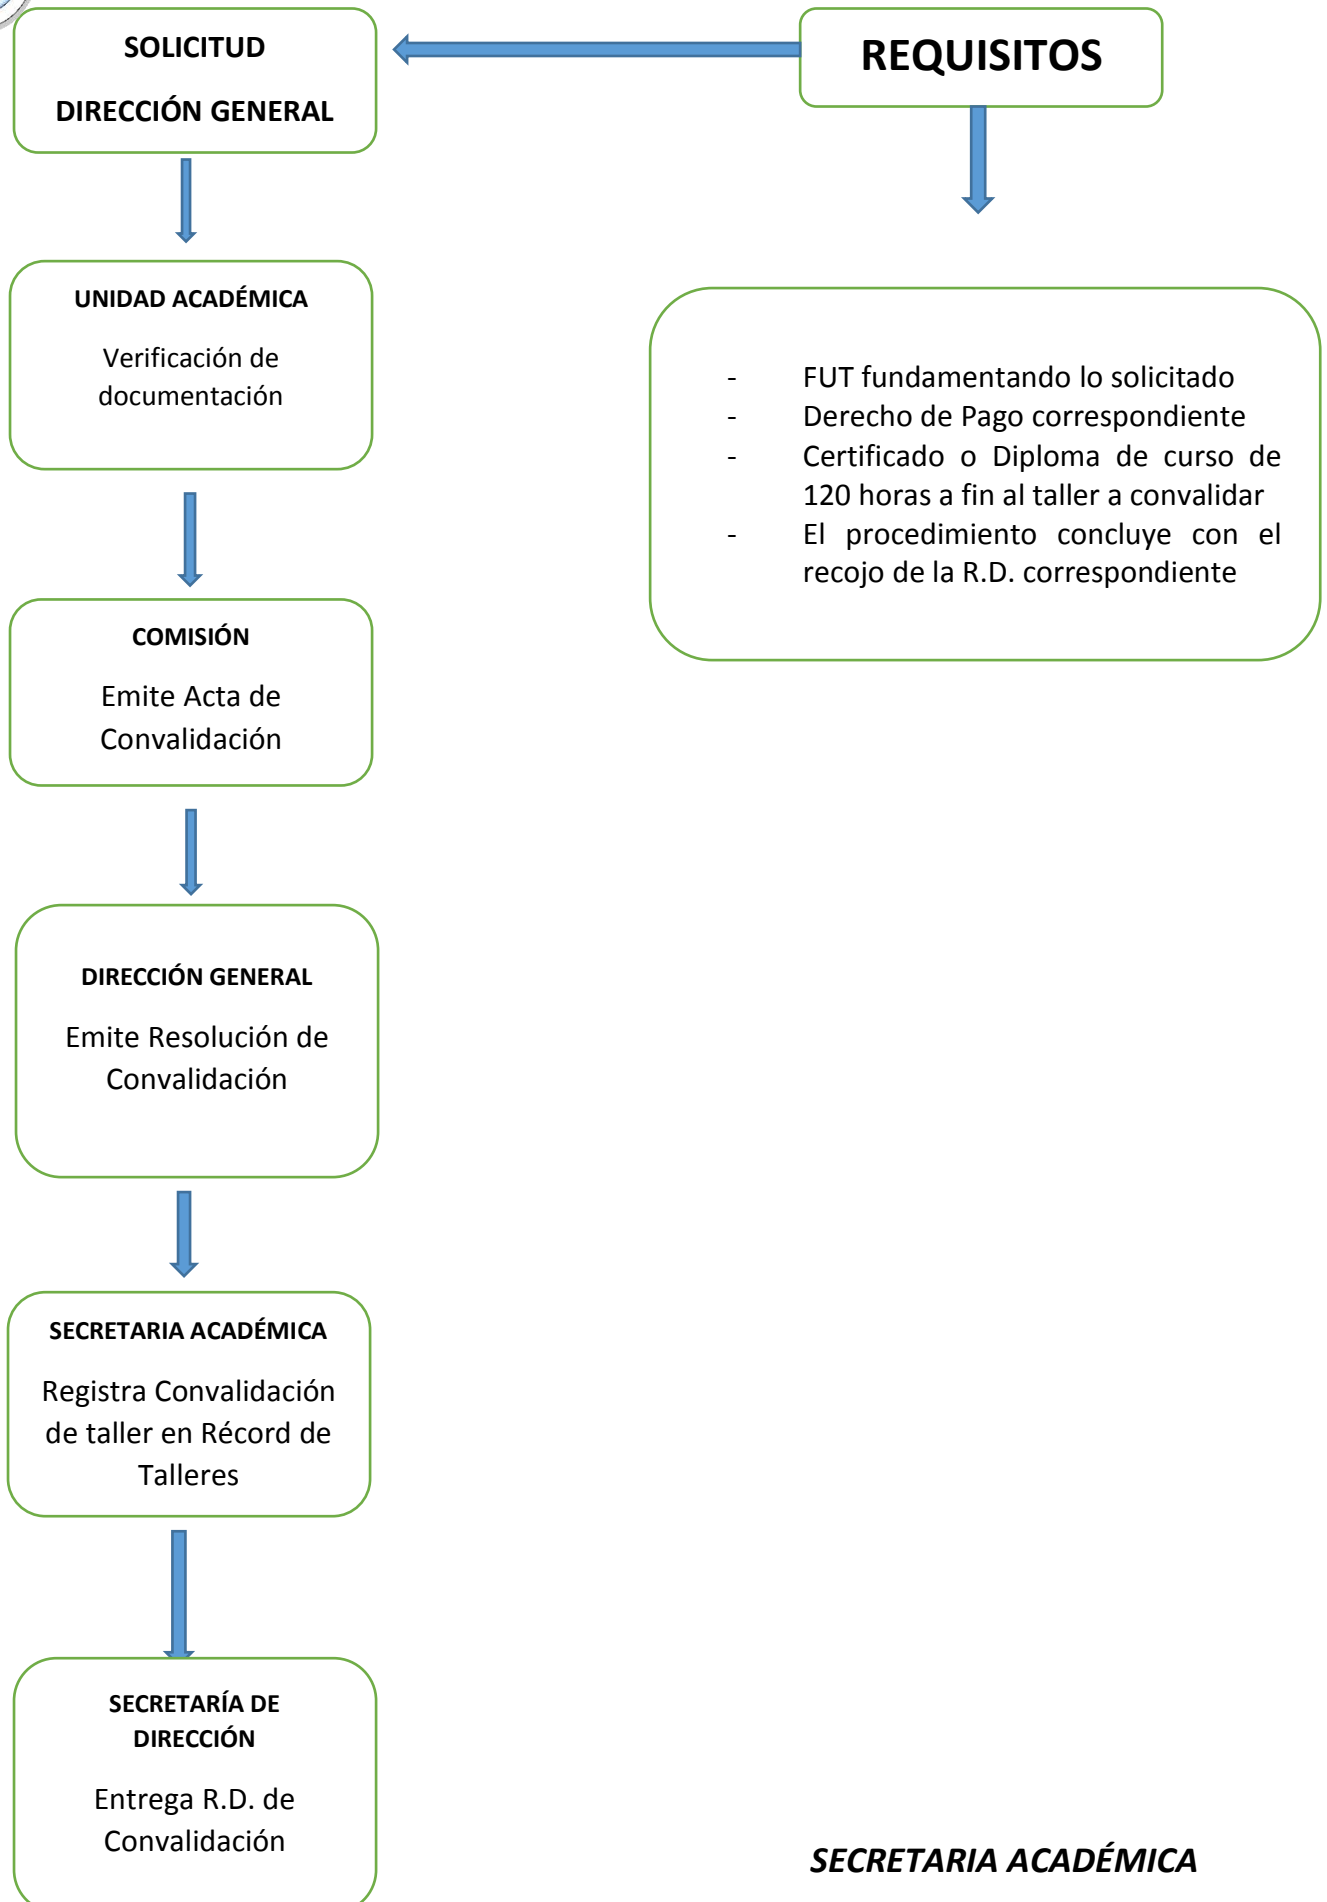 SOLICITUD
DIRECCIÓN GENERAL
REQUISITOS
UNIDAD ACADÉMICA
Verificación de
documentación
- FUT fundamentando lo solicitado
- Derecho de Pago correspondiente
- Certificado o Diploma de curso de
120 horas a fin al taller a convalidar
- El procedimiento concluye con el
recojo de la R.D. correspondiente
COMISIÓN
Emite Acta de
Convalidación
DIRECCIÓN GENERAL
Emite Resolución de
Convalidación
SECRETARIA ACADÉMICA
Registra Convalidación
de taller en Récord de
Talleres
SECRETARÍA DE
DIRECCIÓN
Entrega R.D. de
Convalidación
SECRETARIA ACADÉMICA